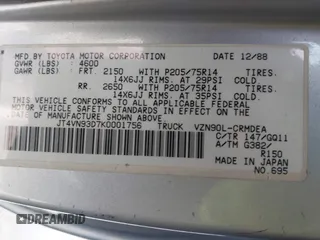 MFD. BY TOYOTA MOTOR CORPORATION DATE 12/88
GVWR (LBS) 4600
GAWR (LBS) FRT. 2150 WITH P205/75R14 TIRES.
14X6JJ RIMS AT 29PSI COLD
RR. 2650 WITH P205/75R14 TIRES.
14X6JJ RIMS AT 35PSI COLD
THIS VEHICLE CONFORMS TO ALL APPLICABLE
FEDERAL MOTOR VEHICLE SAFETY STANDARDS IN
EFFECT ON THE DATE OF MANUFACTURE SHOWN ABOVE.
JT4VN93D7K0001756 TRUCK VZN90L-CRMDEA
C/TR 147/QQ11
A/TM G382/
R150
MADE IN JAPAN
NO.695